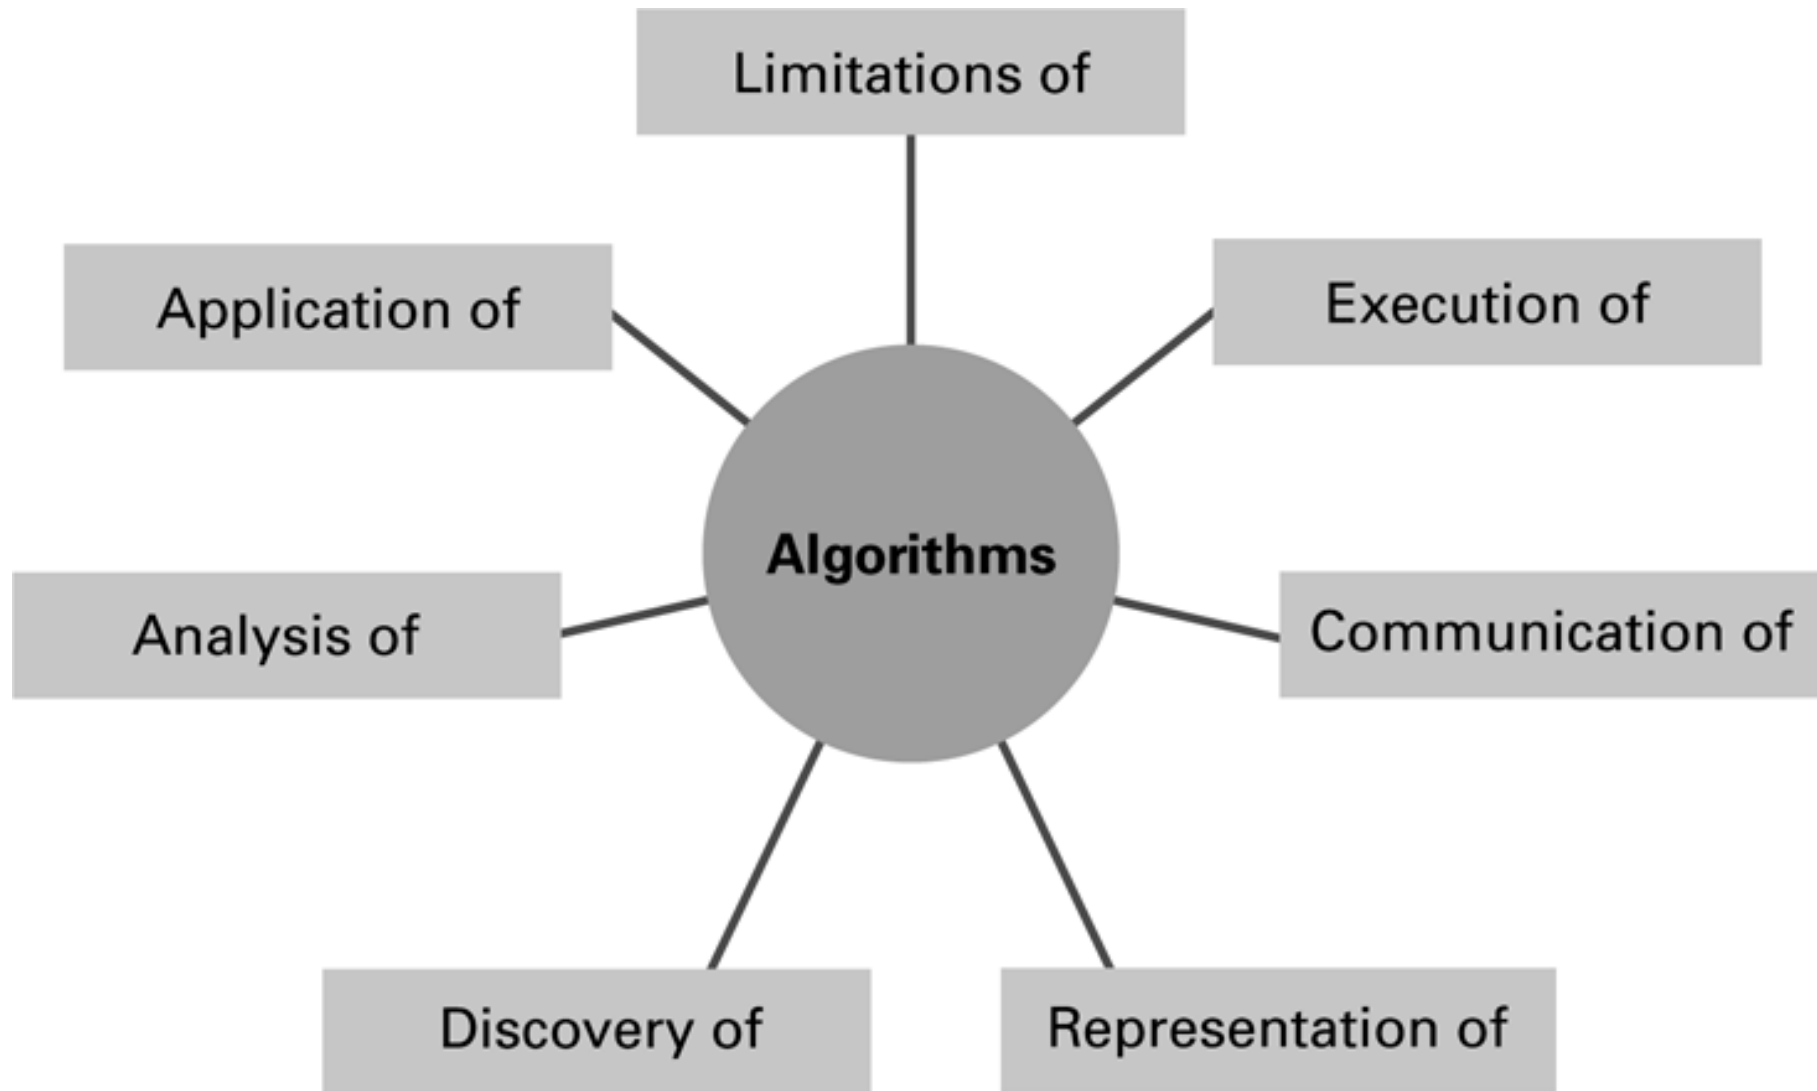 Limitations of
Application of
Execution of
Algorithms
Analysis of
Communication of
Discovery of
Representation of